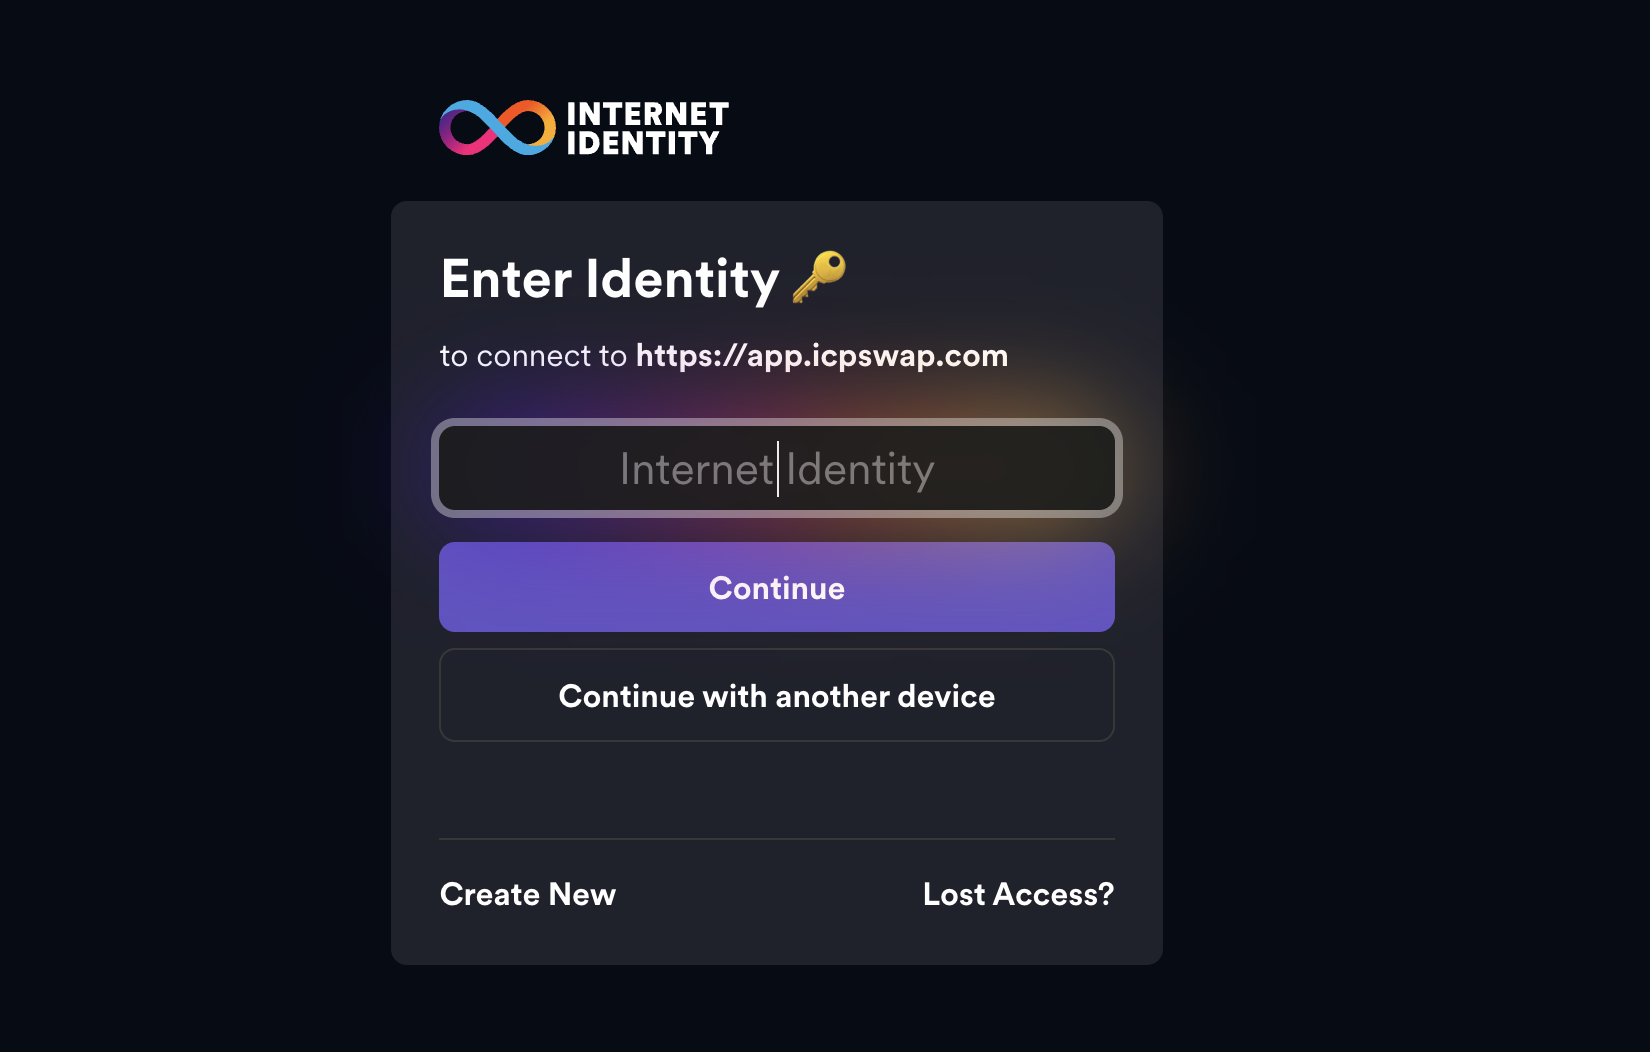 INTERNET
IDENTITY
Enter Identity 🔑
to connect to https://app.icpswap.com
Internet Identity
Continue
Continue with another device
Create New
Lost Access?